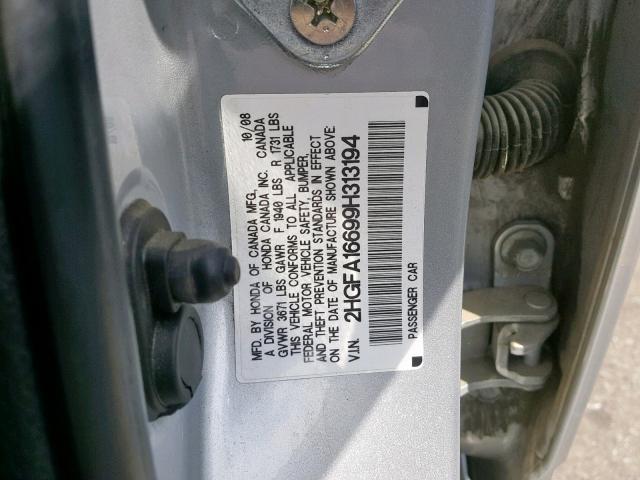 MFD. BY HONDA OF CANADA MFG. 10/08
A DIVISION OF HONDA CANADA INC. CANADA
GVWR 3671 LBS GAWR F 1940 LBS R 1731 LBS
THIS VEHICLE CONFORMS TO ALL APPLICABLE
FEDERAL MOTOR VEHICLE SAFETY, BUMPER,
AND THEFT PREVENTION STANDARDS IN EFFECT
ON THE DATE OF MANUFACTURE SHOWN ABOVE:
V.I.N. 2HGFA16699H313194
PASSENGER CAR